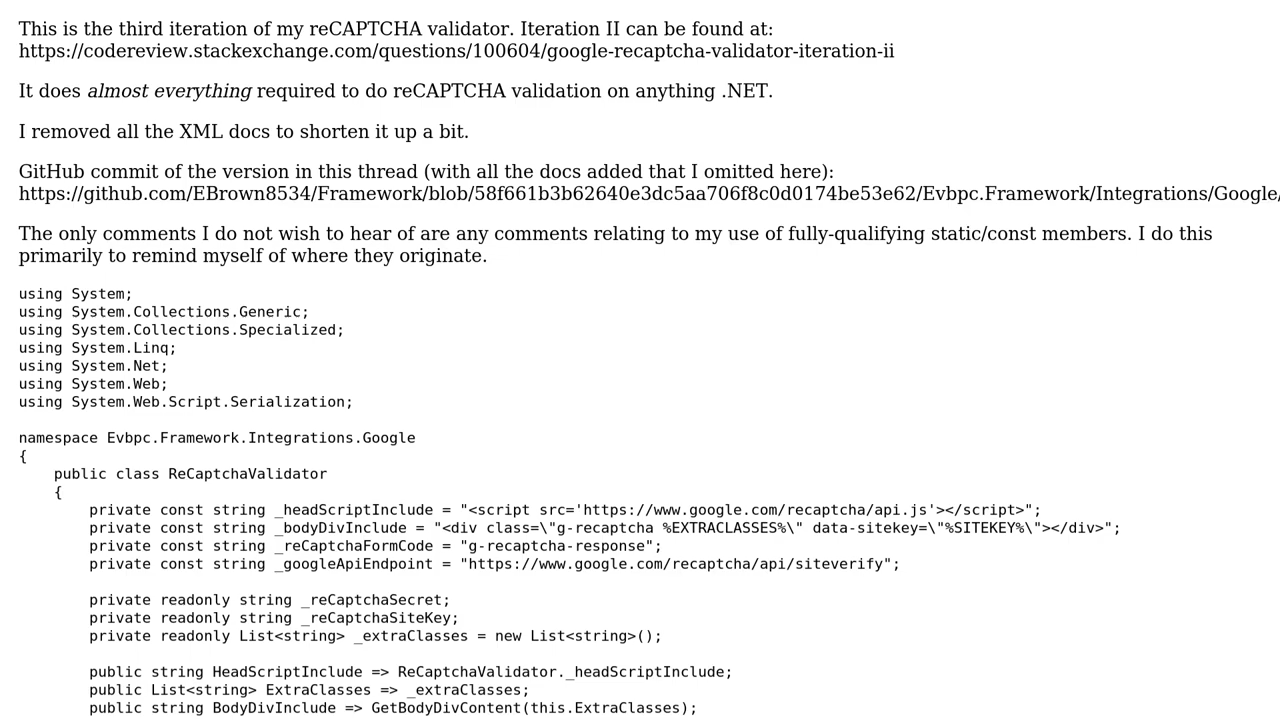 This is the third iteration of my reCAPTCHA validator. Iteration II can be found at:
https://codereview.stackexchange.com/questions/100604/google-recaptcha-validator-iteration-ii
It does almost everything required to do reCAPTCHA validation on anything .NET.
I removed all the XML docs to shorten it up a bit.
GitHub commit of the version in this thread (with all the docs added that I omitted here):
https://github.com/EBrown8534/Framework/blob/58f661b3b62640e3dc5aa706f8c0d0174be53e62/Evbpc.Framework/Integrations/Google/
The only comments I do not wish to hear of are any comments relating to my use of fully-qualifying static/const members. I do this
primarily to remind myself of where they originate.
using System;
using System.Collections.Generic;
using System.Collections.Specialized;
using System.Linq;
using System.Net;
using System.Web;
using System.Web.Script.Serialization;
namespace Evbpc.Framework.Integrations.Google
{
    public class ReCaptchaValidator
    {
        private const string _headScriptInclude = "<script src='https://www.google.com/recaptcha/api.js'></script>";
        private const string _bodyDivInclude = "<div class=\"g-recaptcha %EXTRACLASSES%\" data-sitekey=\"%SITEKEY%\"></div>";
        private const string _reCaptchaFormCode = "g-recaptcha-response";
        private const string _googleApiEndpoint = "https://www.google.com/recaptcha/api/siteverify";
        private readonly string _reCaptchaSecret;
        private readonly string _reCaptchaSiteKey;
        private readonly List<string> _extraClasses = new List<string>();
        public string HeadScriptInclude => ReCaptchaValidator._headScriptInclude;
        public List<string> ExtraClasses => _extraClasses;
        public string BodyDivInclude => GetBodyDivContent(this.ExtraClasses);